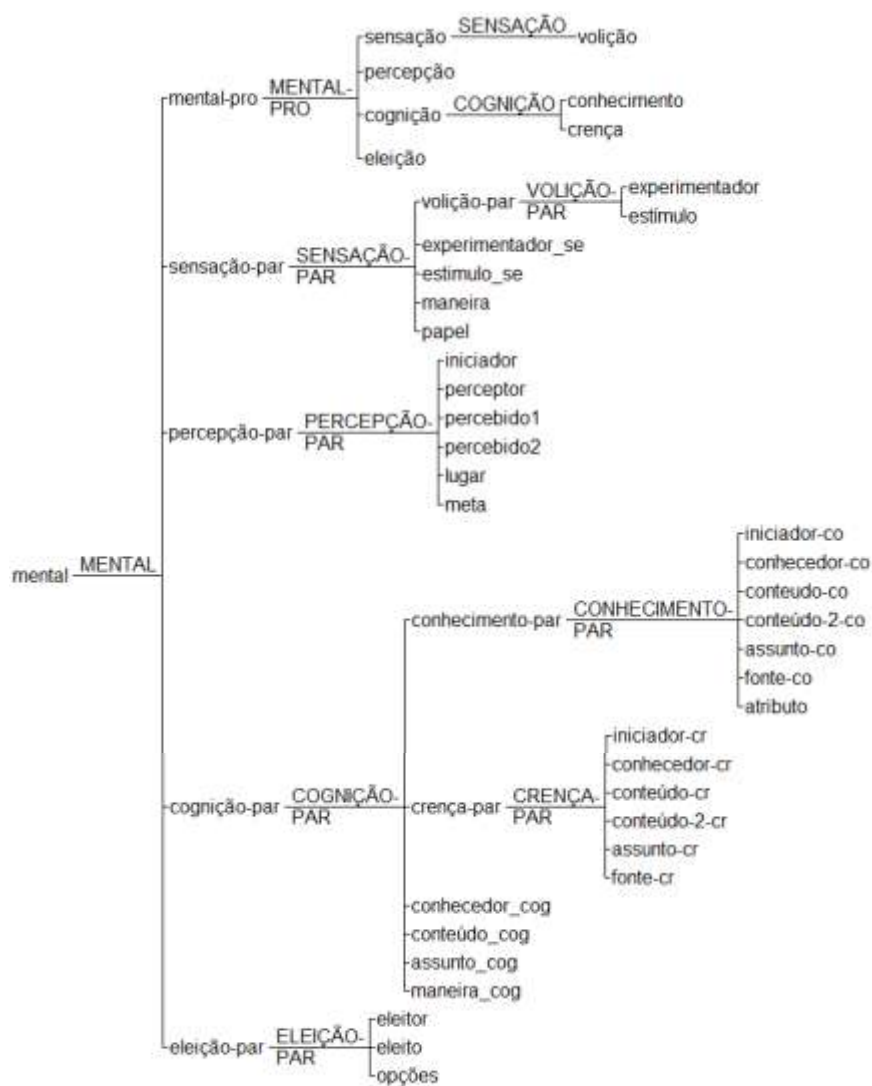 sensação SENSAÇÃO volição
percepção
mental-pro MENTAL-PRO
cognição COGNIÇÃO conhecimento
crença
eleição
volição-par VOLIÇÃO-PAR experimentador
estímulo
experimentador_se
sensação-par SENSAÇÃO-PAR
estimulo_se
maneira
papel
iniciador
perceptor
percepção-par PERCEPÇÃO-PAR
percebido1
percebido2
lugar
meta
mental MENTAL
iniciador-co
conhecedor-co
conteudo-co
conhecimento-par CONHECIMENTO-PAR
conteúdo-2-co
assunto-co
fonte-co
atributo
iniciador-cr
conhecedor-cr
conteúdo-cr
cognição-par COGNIÇÃO-PAR
crença-par CRENÇA-PAR
conteúdo-2-cr
assunto-cr
fonte-cr
conhecedor_cog
conteúdo_cog
assunto_cog
maneira_cog
eleitor
eleição-par ELEIÇÃO-PAR
eleito
opções